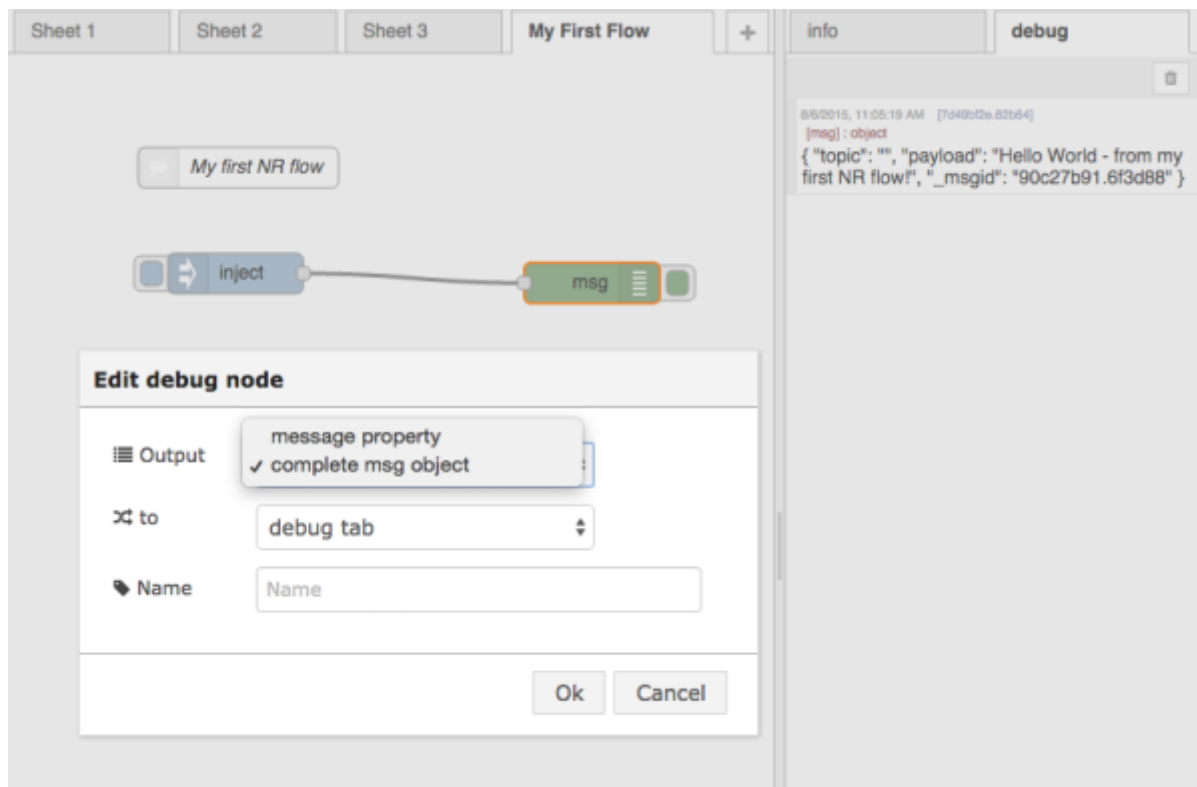 Sheet 1
Sheet 2
Sheet 3
My First Flow
+
info
debug
8/6/2015, 11:05:19 AM [7d40bf2e.82b64]
[msg] : object
{ "topic": "", "payload": "Hello World - from my
first NR flow!", "_msgid": "90c27b91.6f3d88" }
My first NR flow
inject
msg
Edit debug node
Output
message property
✓ complete msg object
to
debug tab
Name
Name
Ok
Cancel